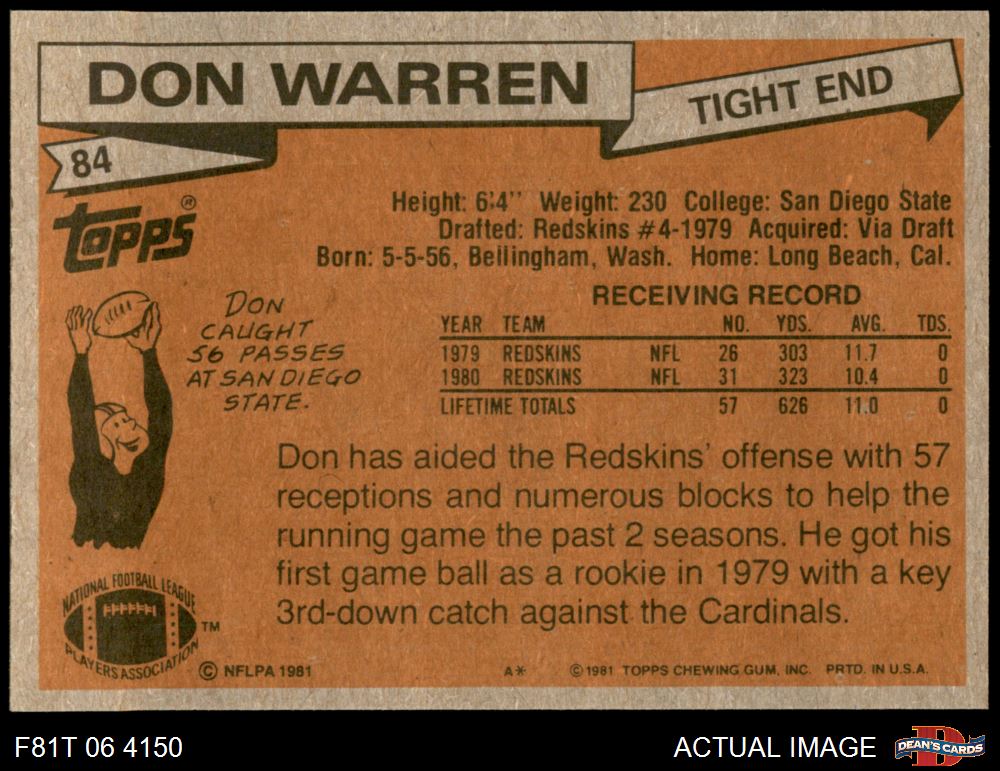 DON WARREN
TIGHT END
84
TOPPS®
Height: 6'4'' Weight: 230 College: San Diego State
Drafted: Redskins #4-1979 Acquired: Via Draft
Born: 5-5-56, Bellingham, Wash. Home: Long Beach, Cal.
DON
CAUGHT
56 PASSES
AT SAN DIEGO
STATE.
RECEIVING RECORD
YEAR TEAM NO. YDS. AVG. TDS.
1979 REDSKINS NFL 26 303 11.7 0
1980 REDSKINS NFL 31 323 10.4 0
LIFETIME TOTALS 57 626 11.0 0
Don has aided the Redskins' offense with 57
receptions and numerous blocks to help the
running game the past 2 seasons. He got his
first game ball as a rookie in 1979 with a key
3rd-down catch against the Cardinals.
NATIONAL FOOTBALL LEAGUE
PLAYERS ASSOCIATION
TM
© NFLPA 1981
A* © 1981 TOPPS CHEWING GUM, INC. PRTD. IN U.S.A.
F81T 06 4150
ACTUAL IMAGE
D
DEAN'S CARDS